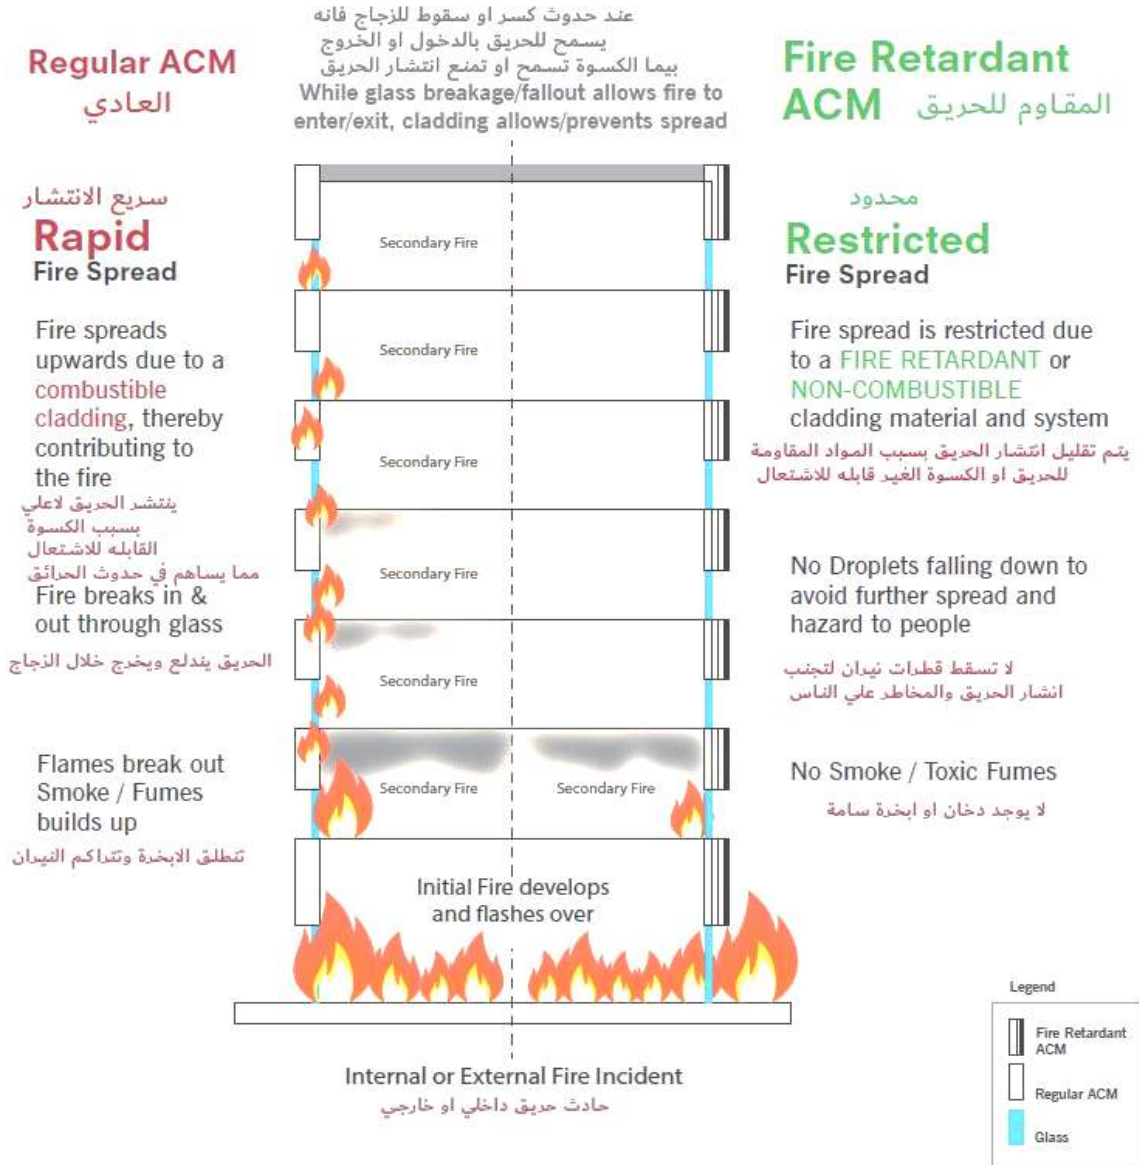 عند حدوث كسر او سقوط للزجاج فانه
يسمح للحريق بالدخول او الخروج
بيما الكسوة تسمح او تمنع انتشار الحريق
While glass breakage/fallout allows fire to
enter/exit, cladding allows/prevents spread
Regular ACM
العادي
سريع الانتشار
Rapid
Fire Spread
Fire spreads
upwards due to a
combustible
cladding, thereby
contributing to
the fire
ينتشر الحريق لاعلي
بسبب الكسوة
القابله للاشتعال
مما يساهم في حدوث الحرائق
Fire breaks in &
out through glass
الحريق يندلع ويخرج خلال الزجاج
Flames break out
Smoke / Fumes
builds up
تنطلق الابخرة وتتراكم النيران
Secondary Fire
Secondary Fire
Secondary Fire
Secondary Fire
Secondary Fire
Secondary Fire
Secondary Fire
Initial Fire develops
and flashes over
Internal or External Fire Incident
حادث حريق داخلي او خارجي
Fire Retardant
ACM المقاوم للحريق
محدود
Restricted
Fire Spread
Fire spread is restricted due
to a FIRE RETARDANT or
NON-COMBUSTIBLE
cladding material and system
يتم تقليل انتشار الحريق بسبب المواد المقاومة
للحريق او الكسوة الغير قابله للاشتعال
No Droplets falling down to
avoid further spread and
hazard to people
لا تسقط قطرات نيران لتجنب
انشار الحريق والمخاطر علي الناس
No Smoke / Toxic Fumes
لا يوجد دخان او ابخرة سامة
Legend
Fire Retardant
ACM
Regular ACM
Glass